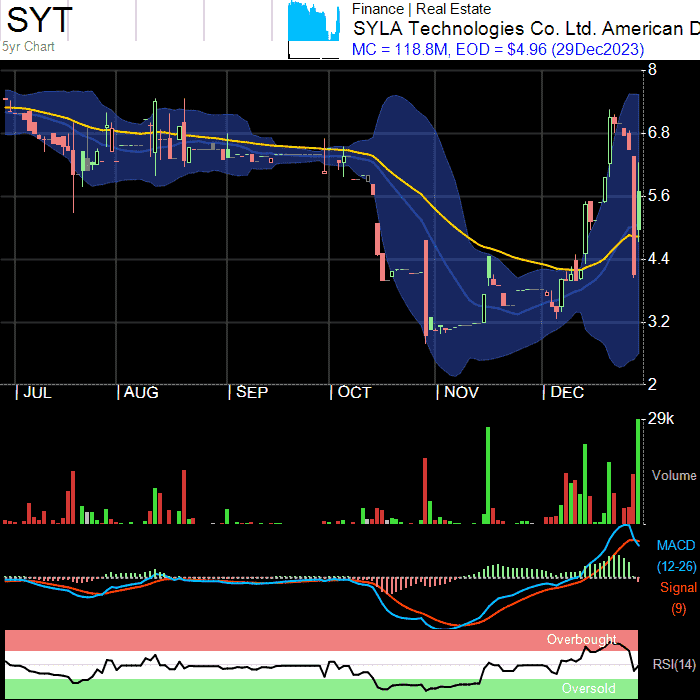 SYT
5yr Chart
Finance | Real Estate
SYLA Technologies Co. Ltd. American D
MC = 118.8M, EOD = $4.96 (29Dec2023)
8
6.8
5.6
4.4
3.2
2
| JUL | AUG | SEP | OCT | NOV | DEC
29k
Volume
MACD
(12-26)
Signal
(9)
Overbought
RSI(14)
Oversold